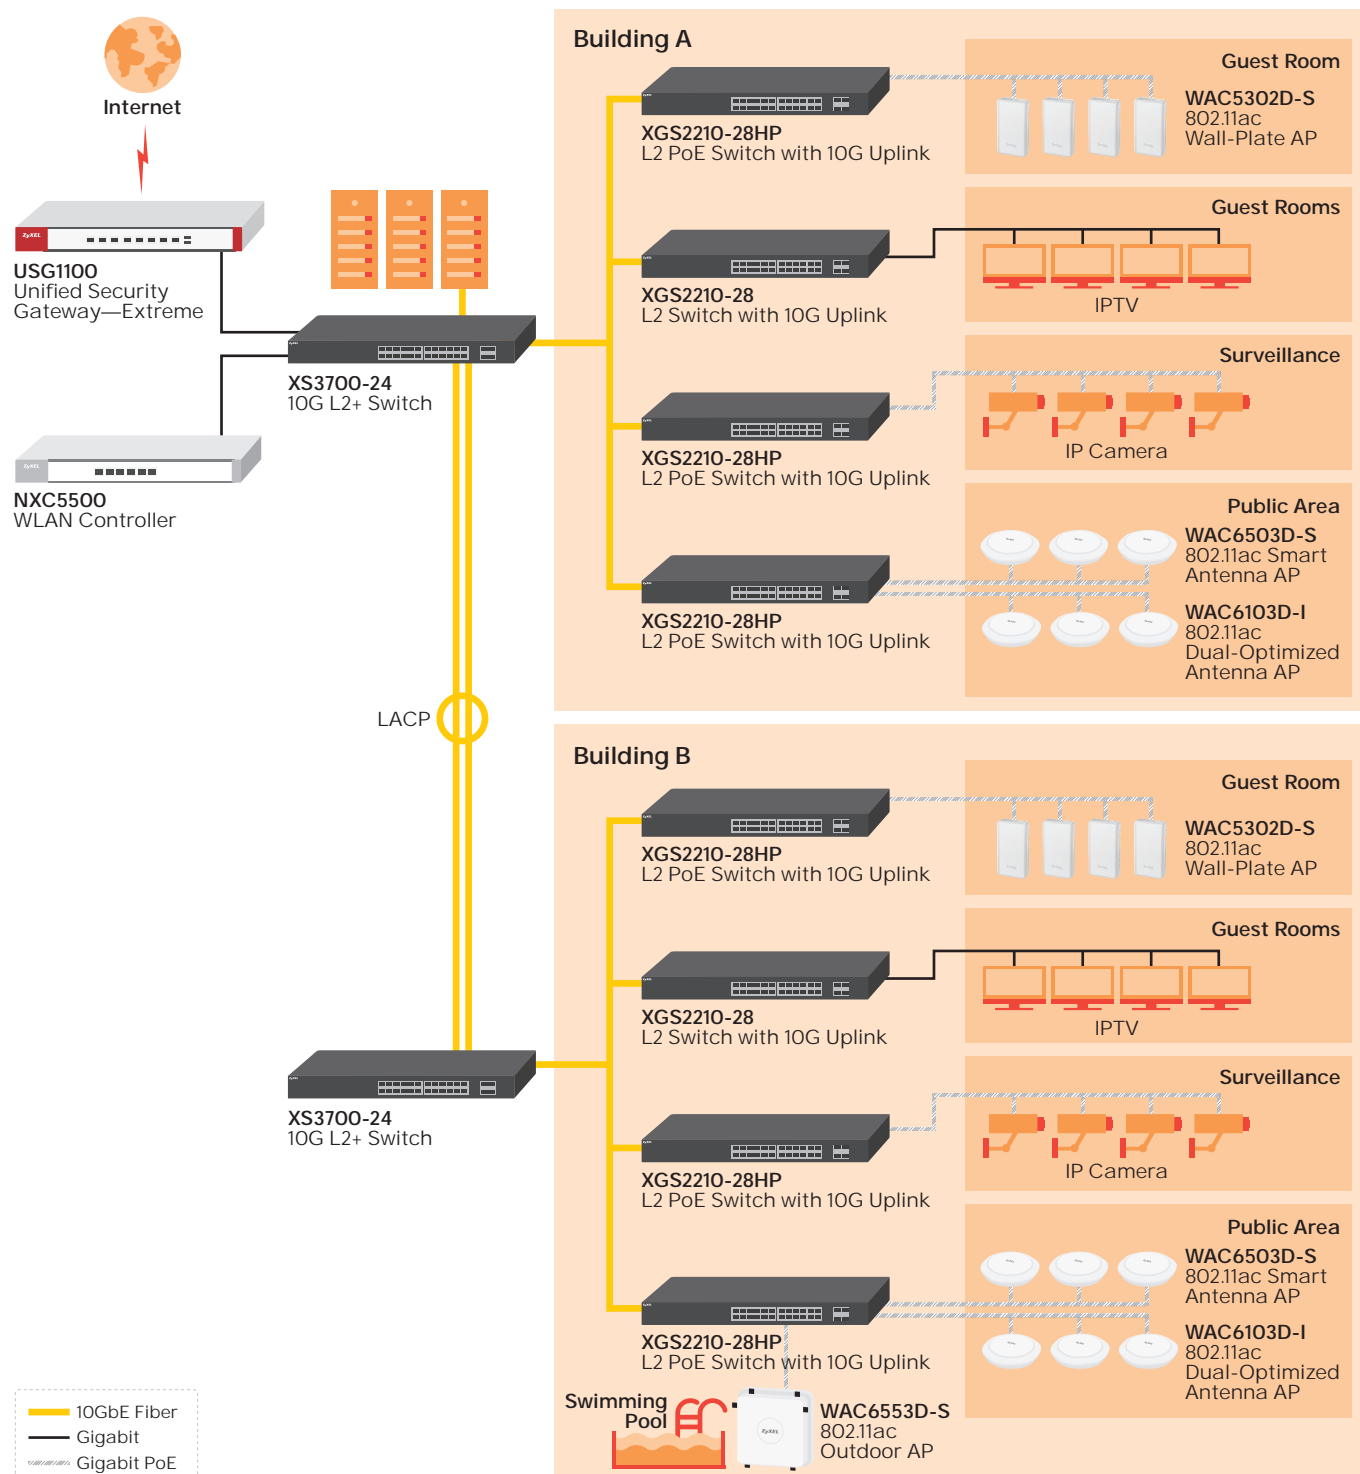 Internet
ZyXEL
USG1100
Unified Security
Gateway—Extreme
XS3700-24
10G L2+ Switch
ZyXEL
NXC5500
WLAN Controller
LACP
XS3700-24
10G L2+ Switch
10GbE Fiber
Gigabit
Gigabit PoE
Building A
XGS2210-28HP
L2 PoE Switch with 10G Uplink
Guest Room
WAC5302D-S
802.11ac
Wall-Plate AP
XGS2210-28
L2 Switch with 10G Uplink
Guest Rooms
IPTV
XGS2210-28HP
L2 PoE Switch with 10G Uplink
Surveillance
IP Camera
XGS2210-28HP
L2 PoE Switch with 10G Uplink
Public Area
WAC6503D-S
802.11ac Smart
Antenna AP
WAC6103D-I
802.11ac
Dual-Optimized
Antenna AP
Building B
XGS2210-28HP
L2 PoE Switch with 10G Uplink
Guest Room
WAC5302D-S
802.11ac
Wall-Plate AP
XGS2210-28
L2 Switch with 10G Uplink
Guest Rooms
IPTV
XGS2210-28HP
L2 PoE Switch with 10G Uplink
Surveillance
IP Camera
XGS2210-28HP
L2 PoE Switch with 10G Uplink
Public Area
WAC6503D-S
802.11ac Smart
Antenna AP
WAC6103D-I
802.11ac
Dual-Optimized
Antenna AP
Swimming
Pool
ZyXEL
WAC6553D-S
802.11ac
Outdoor AP